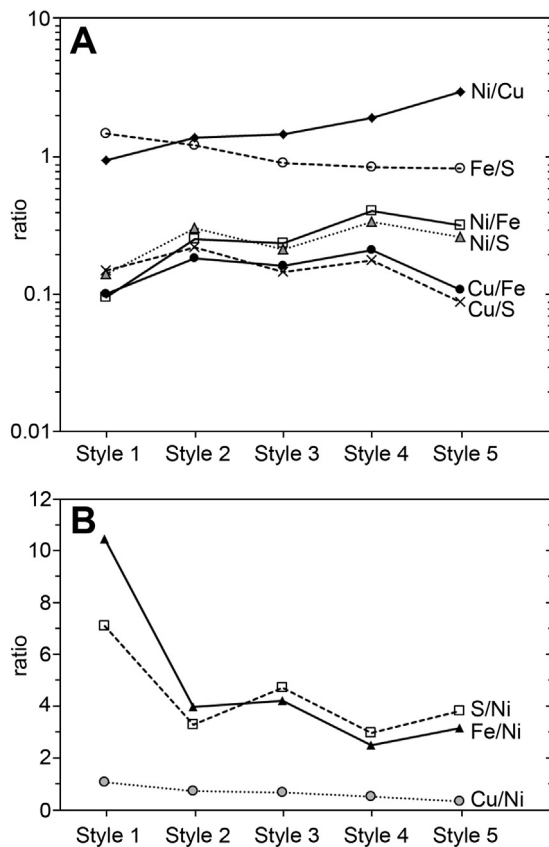 A
10
1
0.1
0.01
ratio
Ni/Cu
Fe/S
Ni/Fe
Ni/S
Cu/Fe
Cu/S
Style 1 Style 2 Style 3 Style 4 Style 5
B
12
10
8
6
4
2
0
ratio
S/Ni
Fe/Ni
Cu/Ni
Style 1 Style 2 Style 3 Style 4 Style 5